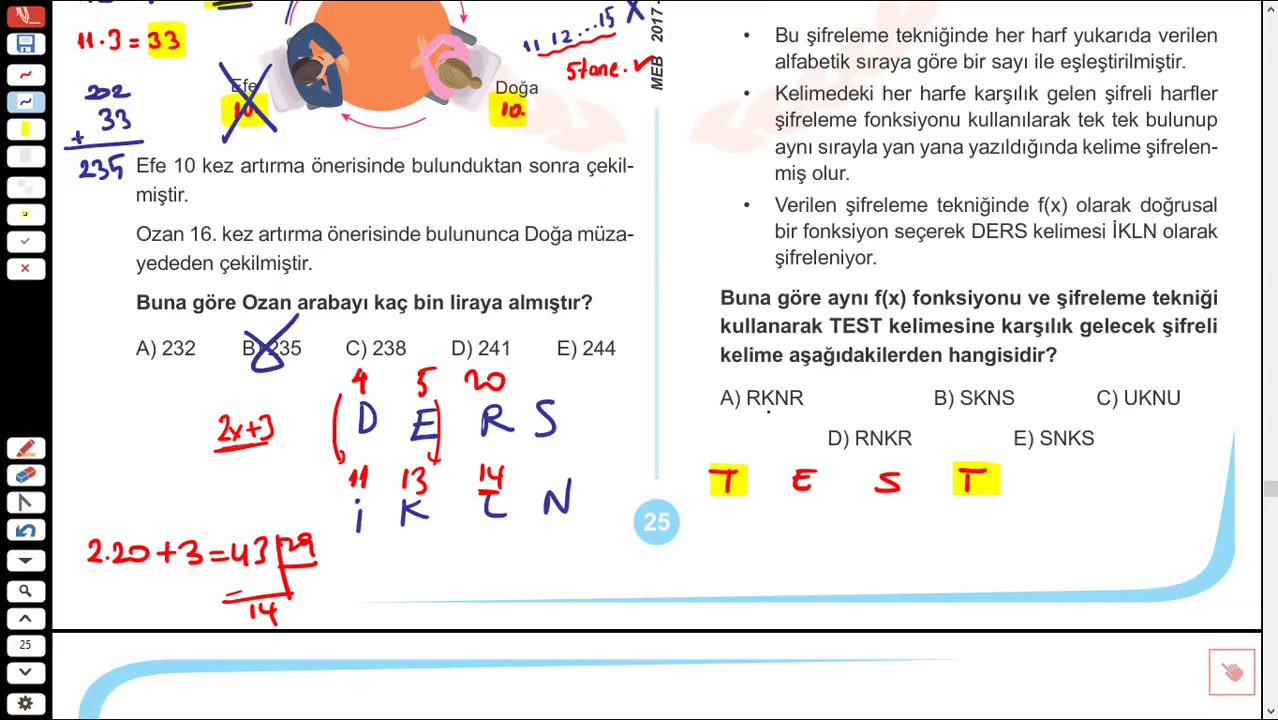 11.3 = 33
202
33
+
235
Efe
10
11 12...15
5 tane.
Doğa
10.
MEB 2017 -
Efe 10 kez artırma önerisinde bulunduktan sonra çekil-
miştir.
Ozan 16. kez artırma önerisinde bulununca Doğa müza-
yededen çekilmiştir.
Buna göre Ozan arabayı kaç bin liraya almıştır?
A) 232 B) 235 C) 238 D) 241 E) 244
4 5 20
D E R S
2x+3
11 13 14
İ K L N
2.20+3=43 29
14
• Bu şifreleme tekniğinde her harf yukarıda verilen
alfabetik sıraya göre bir sayı ile eşleştirilmiştir.
• Kelimedeki her harfe karşılık gelen şifreli harfler
şifreleme fonksiyonu kullanılarak tek tek bulunup
aynı sırayla yan yana yazıldığında kelime şifrelen-
miş olur.
• Verilen şifreleme tekniğinde f(x) olarak doğrusal
bir fonksiyon seçerek DERS kelimesi İKLN olarak
şifreleniyor.
Buna göre aynı f(x) fonksiyonu ve şifreleme tekniği
kullanarak TEST kelimesine karşılık gelecek şifreli
kelime aşağıdakilerden hangisidir?
A) RKNR B) SKNS C) UKNU
D) RNKR E) SNKS
T E S T
25
25